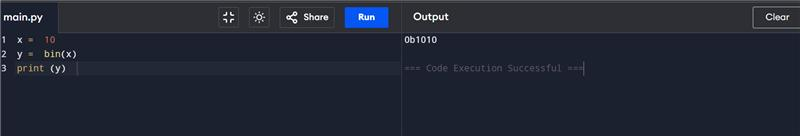 main.py Share Run Output Clear
1 x = 10 0b1010
2 y = bin(x)
3 print (y) === Code Execution Successful ===